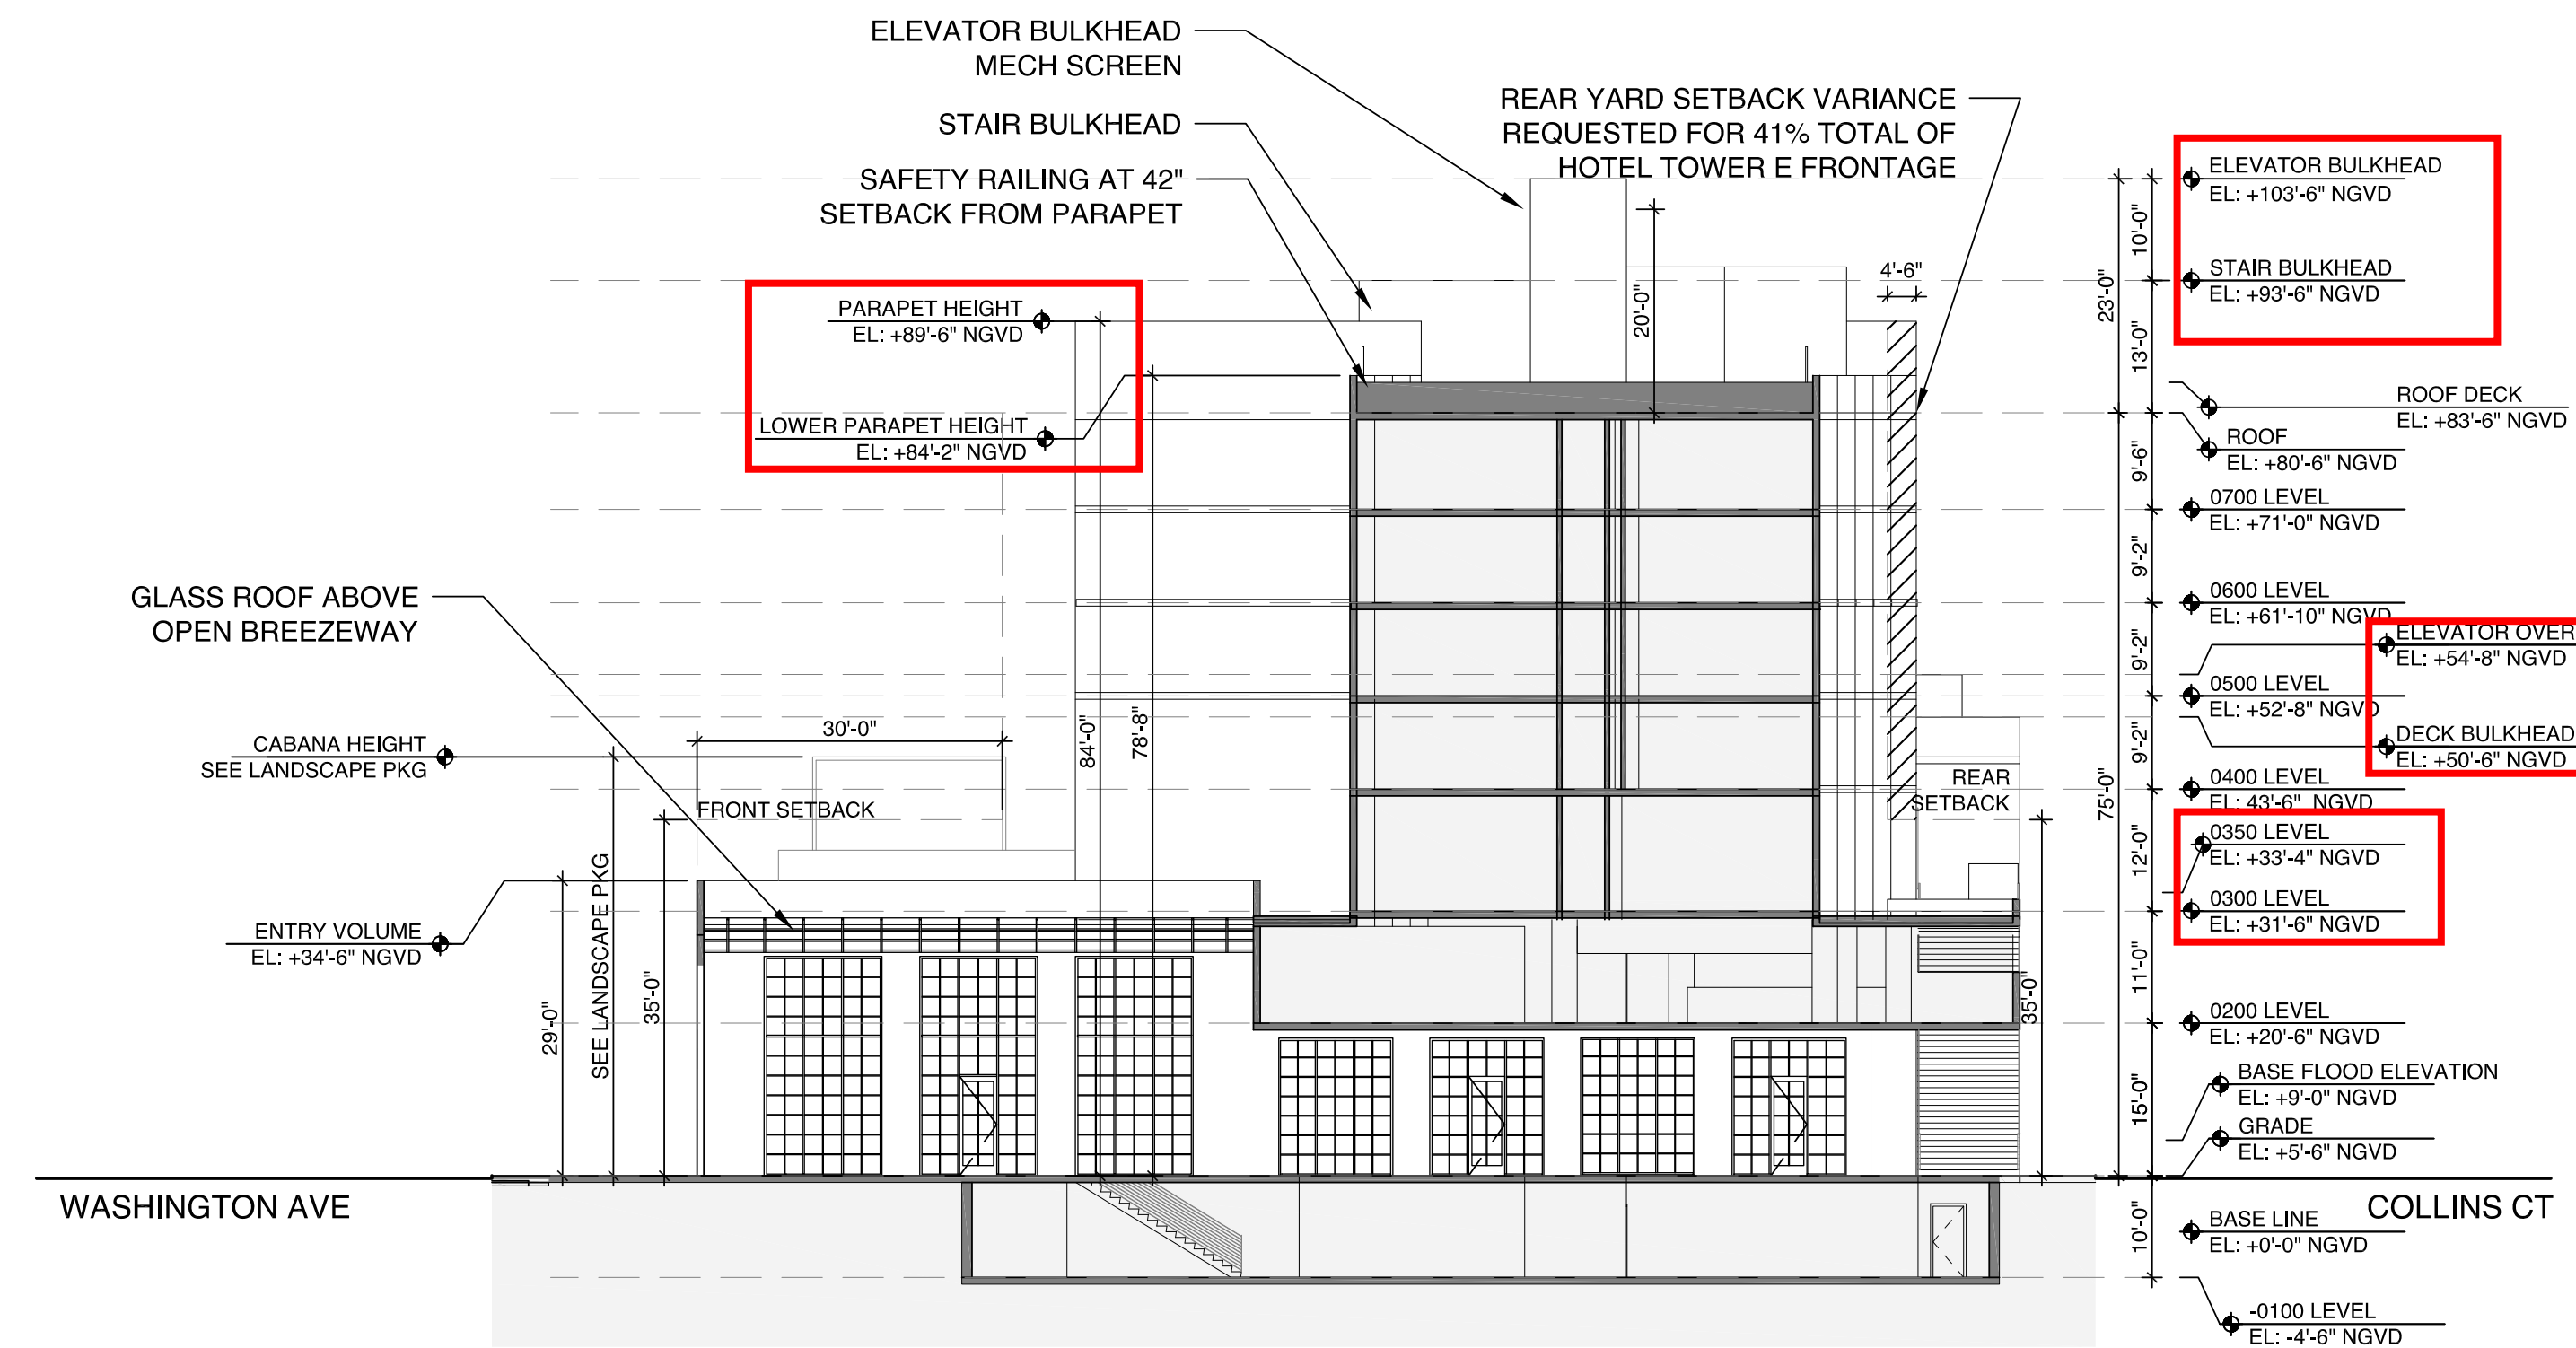 ELEVATOR BULKHEAD
MECH SCREEN
STAIR BULKHEAD
SAFETY RAILING AT 42"
SETBACK FROM PARAPET
REAR YARD SETBACK VARIANCE
REQUESTED FOR 41% TOTAL OF
HOTEL TOWER E FRONTAGE
PARAPET HEIGHT
EL: +89'-6" NGVD
LOWER PARAPET HEIGHT
EL: +84'-2" NGVD
GLASS ROOF ABOVE
OPEN BREEZEWAY
CABANA HEIGHT
SEE LANDSCAPE PKG
ENTRY VOLUME
EL: +34'-6" NGVD
30'-0"
FRONT SETBACK
29'-0"
SEE LANDSCAPE PKG
35'-0"
84'-0"
78'-8"
20'-0"
4'-6"
REAR
SETBACK
35'-0"
23'-0"
75'-0"
10'-0"
13'-0"
9'-6"
9'-2"
9'-2"
9'-2"
12'-0"
11'-0"
15'-0"
10'-0"
ELEVATOR BULKHEAD
EL: +103'-6" NGVD
STAIR BULKHEAD
EL: +93'-6" NGVD
ROOF DECK
EL: +83'-6" NGVD
ROOF
EL: +80'-6" NGVD
0700 LEVEL
EL: +71'-0" NGVD
0600 LEVEL
EL: +61'-10" NGVD
ELEVATOR OVER
EL: +54'-8" NGVD
0500 LEVEL
EL: +52'-8" NGVD
DECK BULKHEAD
EL: +50'-6" NGVD
0400 LEVEL
EL: 43'-6" NGVD
0350 LEVEL
EL: +33'-4" NGVD
0300 LEVEL
EL: +31'-6" NGVD
0200 LEVEL
EL: +20'-6" NGVD
BASE FLOOD ELEVATION
EL: +9'-0" NGVD
GRADE
EL: +5'-6" NGVD
WASHINGTON AVE
COLLINS CT
BASE LINE
EL: +0'-0" NGVD
-0100 LEVEL
EL: -4'-6" NGVD